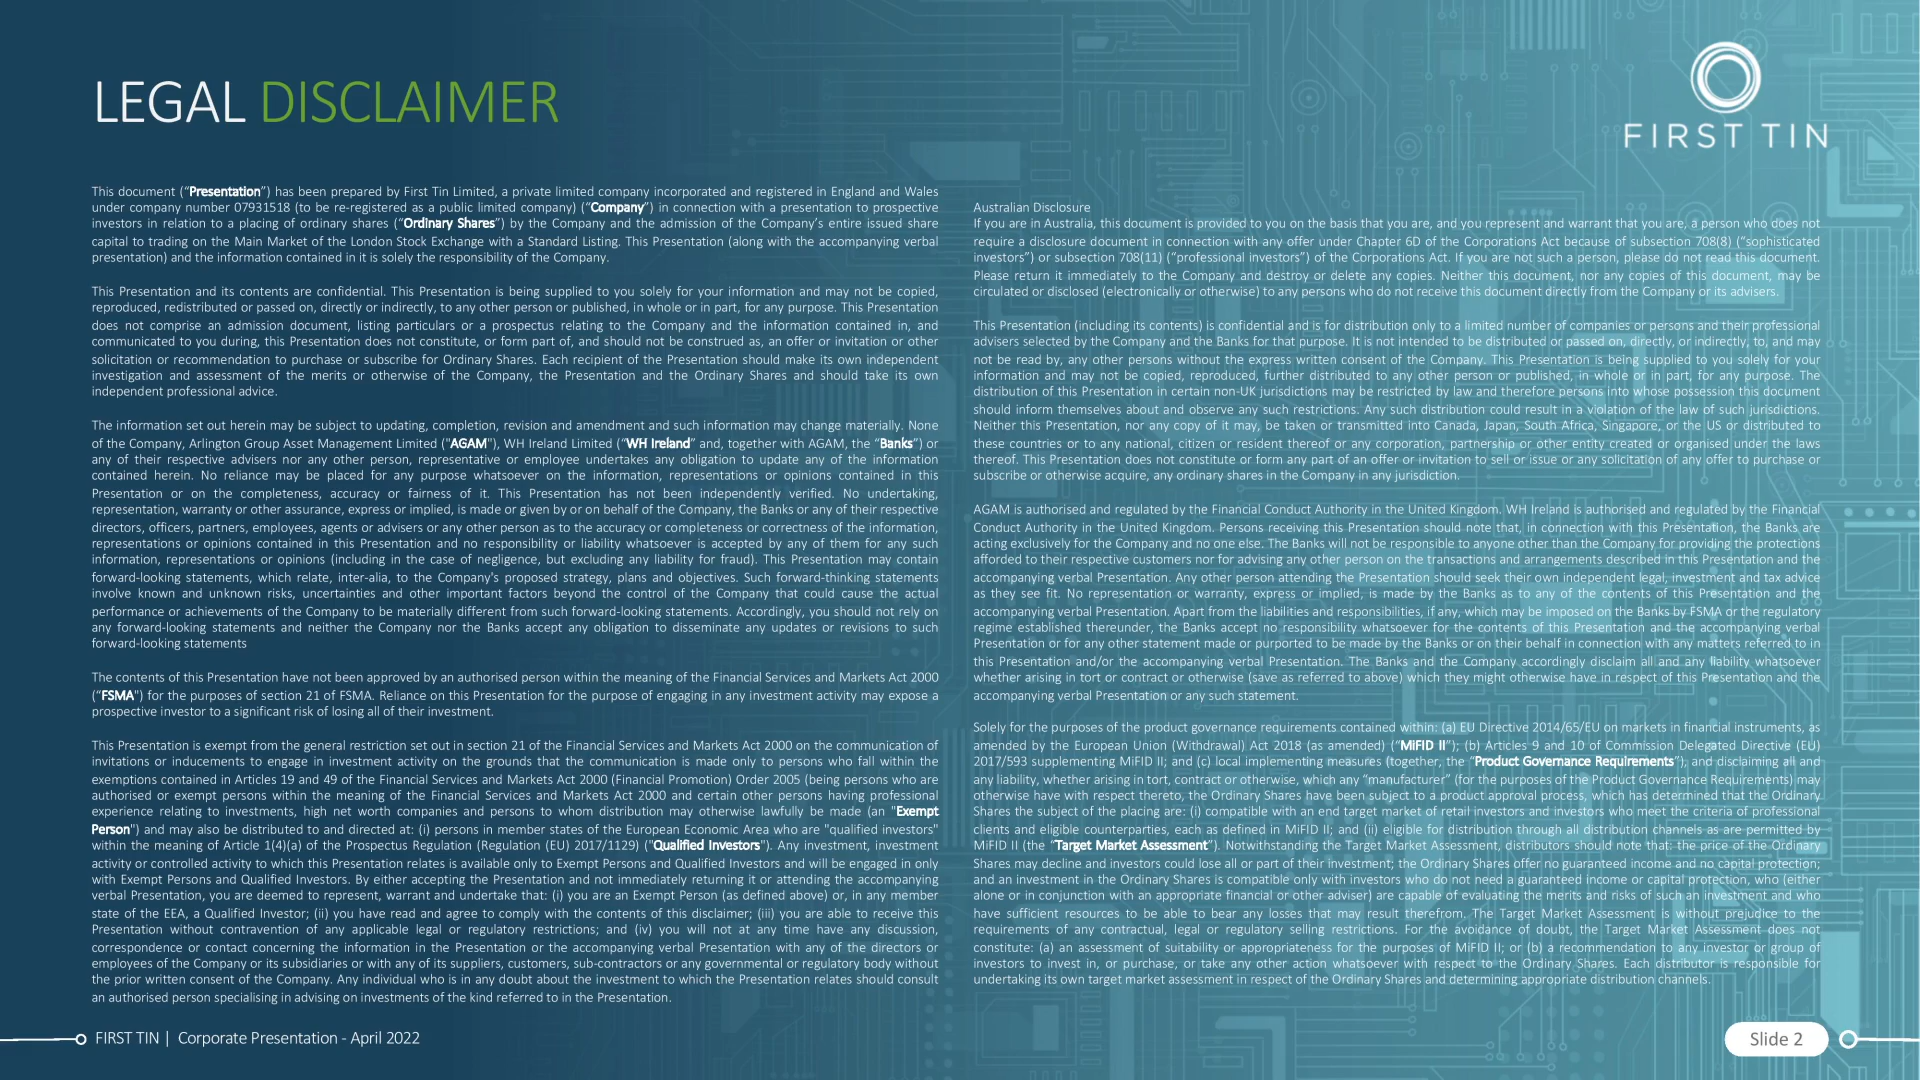 LEGAL DISCLAIMER
FIRST TIN
This document (“Presentation”) has been prepared by First Tin Limited, a private limited company incorporated and registered in England and Wales
under company number 07931518 (to be re-registered as a public limited company) (“Company”) in connection with a presentation to prospective
investors in relation to a placing of ordinary shares (“Ordinary Shares”) by the Company and the admission of the Company’s entire issued share
capital to trading on the Main Market of the London Stock Exchange with a Standard Listing. This Presentation (along with the accompanying verbal
presentation) and the information contained in it is solely the responsibility of the Company.
This Presentation and its contents are confidential. This Presentation is being supplied to you solely for your information and may not be copied,
reproduced, redistributed or passed on, directly or indirectly, to any other person or published, in whole or in part, for any purpose. This Presentation
does not comprise an admission document, listing particulars or a prospectus relating to the Company and the information contained in, and
communicated to you during, this Presentation does not constitute, or form part of, and should not be construed as, an offer or invitation or other
solicitation or recommendation to purchase or subscribe for Ordinary Shares. Each recipient of the Presentation should make its own independent
investigation and assessment of the merits or otherwise of the Company, the Presentation and the Ordinary Shares and should take its own
independent professional advice.
The information set out herein may be subject to updating, completion, revision and amendment and such information may change materially. None
of the Company, Arlington Group Asset Management Limited ("AGAM"), WH Ireland Limited (“WH Ireland” and, together with AGAM, the “Banks”) or
any of their respective advisers nor any other person, representative or employee undertakes any obligation to update any of the information
contained herein. No reliance may be placed for any purpose whatsoever on the information, representations or opinions contained in this
Presentation or on the completeness, accuracy or fairness of it. This Presentation has not been independently verified. No undertaking,
representation, warranty or other assurance, express or implied, is made or given by or on behalf of the Company, the Banks or any of their respective
directors, officers, partners, employees, agents or advisers or any other person as to the accuracy or completeness or correctness of the information,
representations or opinions contained in this Presentation and no responsibility or liability whatsoever is accepted by any of them for any such
information, representations or opinions (including in the case of negligence, but excluding any liability for fraud). This Presentation may contain
forward-looking statements, which relate, inter-alia, to the Company's proposed strategy, plans and objectives. Such forward-thinking statements
involve known and unknown risks, uncertainties and other important factors beyond the control of the Company that could cause the actual
performance or achievements of the Company to be materially different from such forward-looking statements. Accordingly, you should not rely on
any forward-looking statements and neither the Company nor the Banks accept any obligation to disseminate any updates or revisions to such
forward-looking statements
The contents of this Presentation have not been approved by an authorised person within the meaning of the Financial Services and Markets Act 2000
(“FSMA") for the purposes of section 21 of FSMA. Reliance on this Presentation for the purpose of engaging in any investment activity may expose a
prospective investor to a significant risk of losing all of their investment.
This Presentation is exempt from the general restriction set out in section 21 of the Financial Services and Markets Act 2000 on the communication of
invitations or inducements to engage in investment activity on the grounds that the communication is made only to persons who fall within the
exemptions contained in Articles 19 and 49 of the Financial Services and Markets Act 2000 (Financial Promotion) Order 2005 (being persons who are
authorised or exempt persons within the meaning of the Financial Services and Markets Act 2000 and certain other persons having professional
experience relating to investments, high net worth companies and persons to whom distribution may otherwise lawfully be made (an "Exempt
Person") and may also be distributed to and directed at: (i) persons in member states of the European Economic Area who are "qualified investors"
within the meaning of Article 1(4)(a) of the Prospectus Regulation (Regulation (EU) 2017/1129) ("Qualified Investors"). Any investment, investment
activity or controlled activity to which this Presentation relates is available only to Exempt Persons and Qualified Investors and will be engaged in only
with Exempt Persons and Qualified Investors. By either accepting the Presentation and not immediately returning it or attending the accompanying
verbal Presentation, you are deemed to represent, warrant and undertake that: (i) you are an Exempt Person (as defined above) or, in any member
state of the EEA, a Qualified Investor; (ii) you have read and agree to comply with the contents of this disclaimer; (iii) you are able to receive this
Presentation without contravention of any applicable legal or regulatory restrictions; and (iv) you will not at any time have any discussion,
correspondence or contact concerning the information in the Presentation or the accompanying verbal Presentation with any of the directors or
employees of the Company or its subsidiaries or with any of its suppliers, customers, sub-contractors or any governmental or regulatory body without
the prior written consent of the Company. Any individual who is in any doubt about the investment to which the Presentation relates should consult
an authorised person specialising in advising on investments of the kind referred to in the Presentation.
Australian Disclosure
If you are in Australia, this document is provided to you on the basis that you are, and you represent and warrant that you are, a person who does not
require a disclosure document in connection with any offer under Chapter 6D of the Corporations Act because of subsection 708(8) (“sophisticated
investors”) or subsection 708(11) (“professional investors”) of the Corporations Act. If you are not such a person, please do not read this document.
Please return it immediately to the Company and destroy or delete any copies. Neither this document, nor any copies of this document, may be
circulated or disclosed (electronically or otherwise) to any persons who do not receive this document directly from the Company or its advisers.
This Presentation (including its contents) is confidential and is for distribution only to a limited number of companies or persons and their professional
advisers selected by the Company and the Banks for that purpose. It is not intended to be distributed or passed on, directly, or indirectly, to, and may
not be read by, any other persons without the express written consent of the Company. This Presentation is being supplied to you solely for your
information and may not be copied, reproduced, further distributed to any other person or published, in whole or in part, for any purpose. The
distribution of this Presentation in certain non-UK jurisdictions may be restricted by law and therefore persons into whose possession this document
should inform themselves about and observe any such restrictions. Any such distribution could result in a violation of the law of such jurisdictions.
Neither this Presentation, nor any copy of it may, be taken or transmitted into Canada, Japan, South Africa, Singapore, or the US or distributed to
these countries or to any national, citizen or resident thereof or any corporation, partnership or other entity created or organised under the laws
thereof. This Presentation does not constitute or form any part of an offer or invitation to sell or issue or any solicitation of any offer to purchase or
subscribe or otherwise acquire, any ordinary shares in the Company in any jurisdiction.
AGAM is authorised and regulated by the Financial Conduct Authority in the United Kingdom. WH Ireland is authorised and regulated by the Financial
Conduct Authority in the United Kingdom. Persons receiving this Presentation should note that, in connection with this Presentation, the Banks are
acting exclusively for the Company and no one else. The Banks will not be responsible to anyone other than the Company for providing the protections
afforded to their respective customers nor for advising any other person on the transactions and arrangements described in this Presentation and the
accompanying verbal Presentation. Any other person attending the Presentation should seek their own independent legal, investment and tax advice
as they see fit. No representation or warranty, express or implied, is made by the Banks as to any of the contents of this Presentation and the
accompanying verbal Presentation. Apart from the liabilities and responsibilities, if any, which may be imposed on the Banks by FSMA or the regulatory
regime established thereunder, the Banks accept no responsibility whatsoever for the contents of this Presentation and the accompanying verbal
Presentation or for any other statement made or purported to be made by the Banks or on their behalf in connection with any matters referred to in
this Presentation and/or the accompanying verbal Presentation. The Banks and the Company accordingly disclaim all and any liability whatsoever
whether arising in tort or contract or otherwise (save as referred to above) which they might otherwise have in respect of this Presentation and the
accompanying verbal Presentation or any such statement.
Solely for the purposes of the product governance requirements contained within: (a) EU Directive 2014/65/EU on markets in financial instruments, as
amended by the European Union (Withdrawal) Act 2018 (as amended) (“MiFID II”); (b) Articles 9 and 10 of Commission Delegated Directive (EU)
2017/593 supplementing MiFID II; and (c) local implementing measures (together, the “Product Governance Requirements”), and disclaiming all and
any liability, whether arising in tort, contract or otherwise, which any “manufacturer” (for the purposes of the Product Governance Requirements) may
otherwise have with respect thereto, the Ordinary Shares have been subject to a product approval process, which has determined that the Ordinary
Shares the subject of the placing are: (i) compatible with an end target market of retail investors and investors who meet the criteria of professional
clients and eligible counterparties, each as defined in MiFID II; and (ii) eligible for distribution through all distribution channels as are permitted by
MiFID II (the “Target Market Assessment”). Notwithstanding the Target Market Assessment, distributors should note that: the price of the Ordinary
Shares may decline and investors could lose all or part of their investment; the Ordinary Shares offer no guaranteed income and no capital protection;
and an investment in the Ordinary Shares is compatible only with investors who do not need a guaranteed income or capital protection, who (either
alone or in conjunction with an appropriate financial or other adviser) are capable of evaluating the merits and risks of such an investment and who
have sufficient resources to be able to bear any losses that may result therefrom. The Target Market Assessment is without prejudice to the
requirements of any contractual, legal or regulatory selling restrictions. For the avoidance of doubt, the Target Market Assessment does not
constitute: (a) an assessment of suitability or appropriateness for the purposes of MiFID II; or (b) a recommendation to any investor or group of
investors to invest in, or purchase, or take any other action whatsoever with respect to the Ordinary Shares. Each distributor is responsible for
undertaking its own target market assessment in respect of the Ordinary Shares and determining appropriate distribution channels.
FIRST TIN | Corporate Presentation - April 2022
Slide 2